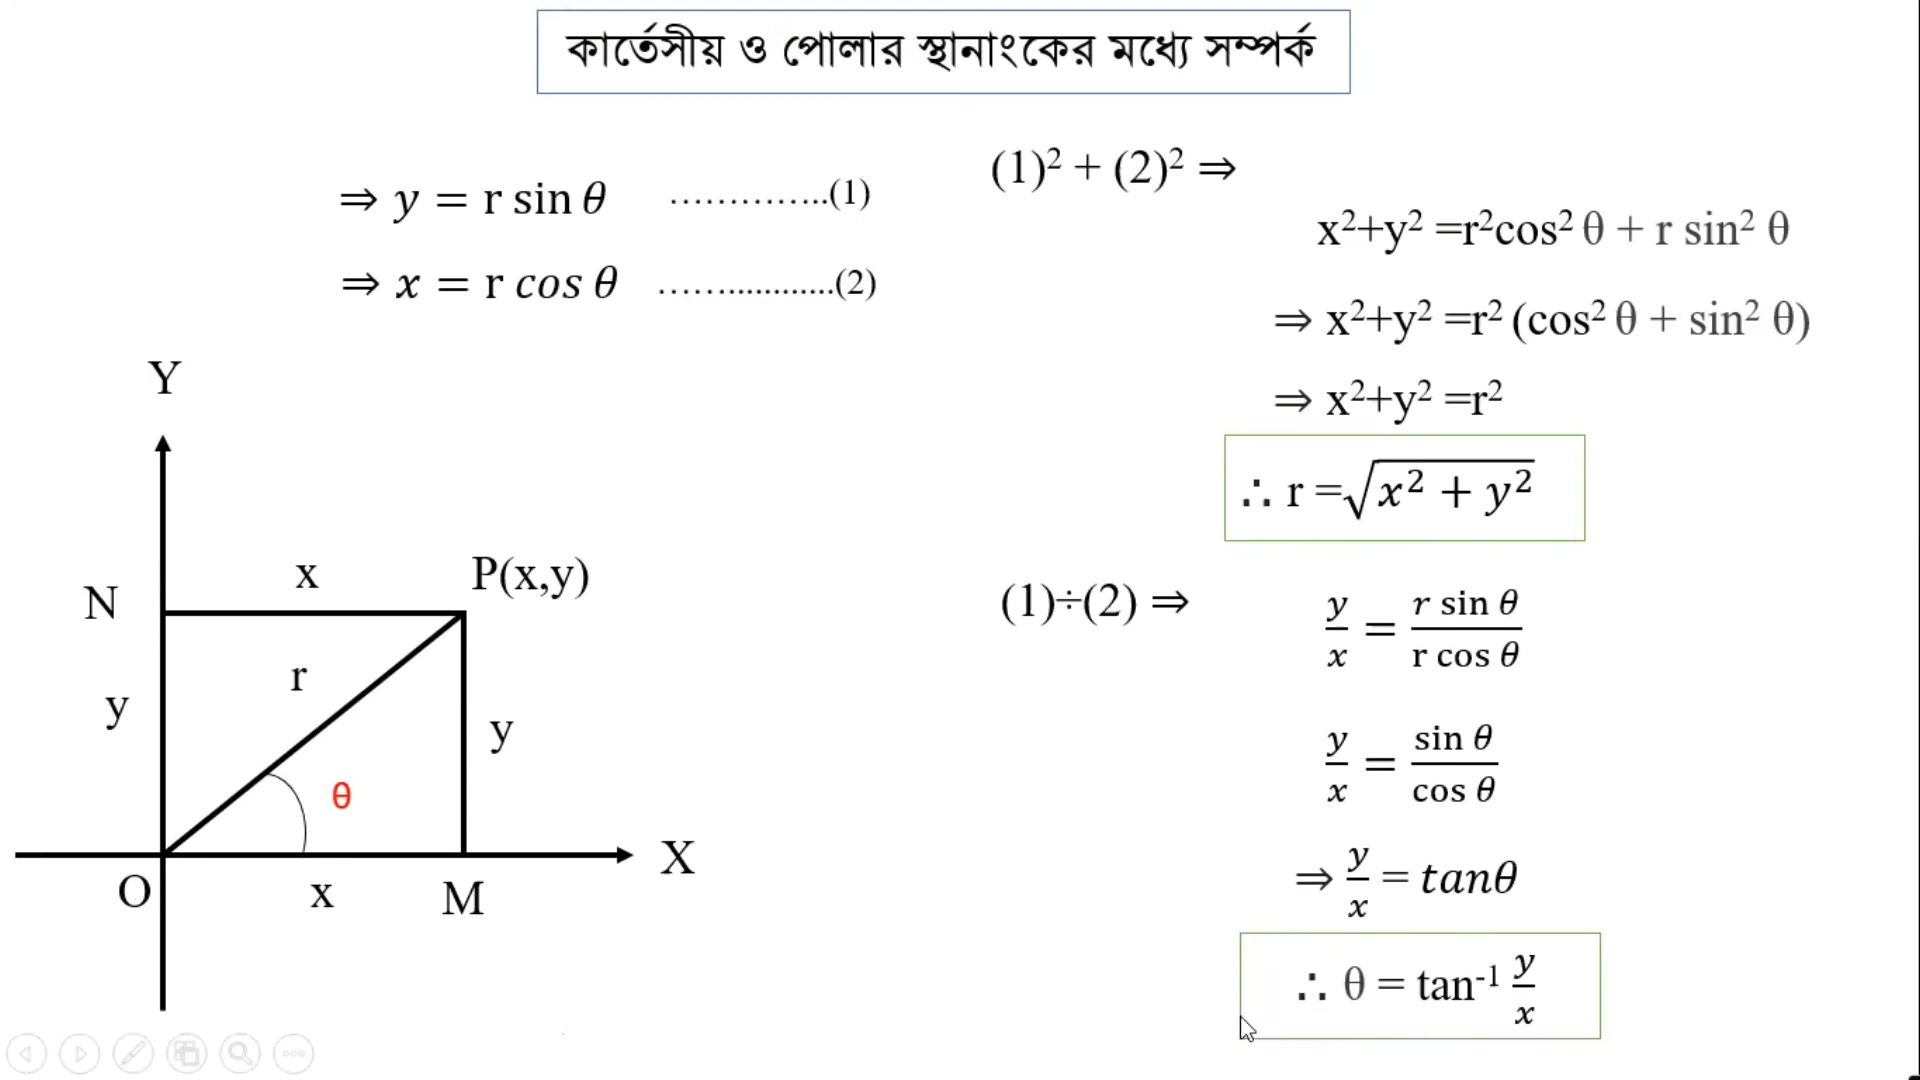 কার্তেসীয় ও পোলার স্থানাংকের মধ্যে সম্পর্ক
⇒ y = r sin θ …………..(1)
⇒ x = r cos θ ……............(2)
Y
N
x
P(x,y)
r
y
y
θ
X
O
x
M
(1)² + (2)² ⇒
x²+y² =r²cos² θ + r sin² θ
⇒ x²+y² =r² (cos² θ + sin² θ)
⇒ x²+y² =r²
∴ r =√(x² + y²)
(1)÷(2) ⇒ y/x = r sin θ / r cos θ
y/x = sin θ / cos θ
⇒ y/x = tanθ
∴ θ = tan⁻¹ y/x